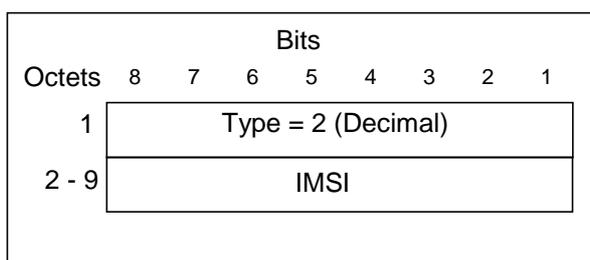 Bits
Octets 8 7 6 5 4 3 2 1
1 Type = 2 (Decimal)
2 - 9 IMSI